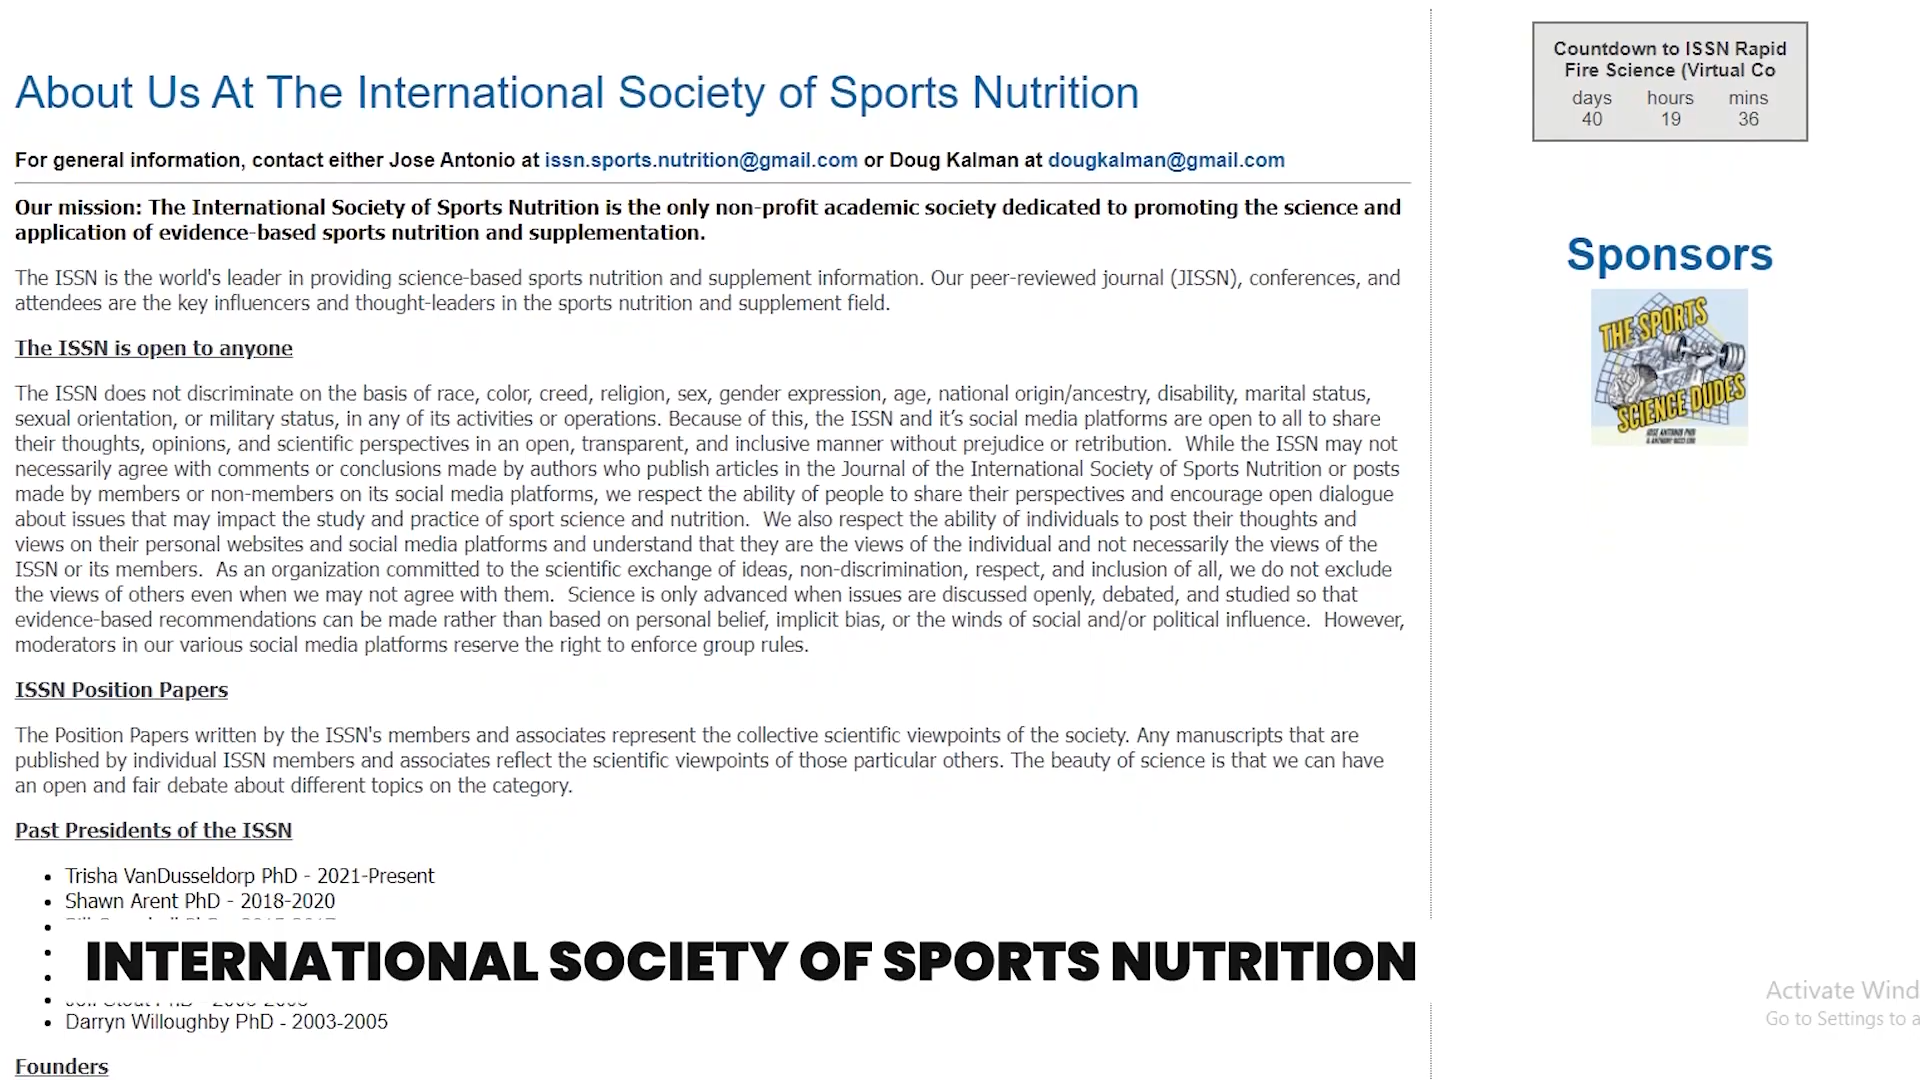 About Us At The International Society of Sports Nutrition
For general information, contact either Jose Antonio at issn.sports.nutrition@gmail.com or Doug Kalman at dougkalman@gmail.com
Our mission: The International Society of Sports Nutrition is the only non-profit academic society dedicated to promoting the science and
application of evidence-based sports nutrition and supplementation.
The ISSN is the world's leader in providing science-based sports nutrition and supplement information. Our peer-reviewed journal (JISSN), conferences, and
attendees are the key influencers and thought-leaders in the sports nutrition and supplement field.
The ISSN is open to anyone
The ISSN does not discriminate on the basis of race, color, creed, religion, sex, gender expression, age, national origin/ancestry, disability, marital status,
sexual orientation, or military status, in any of its activities or operations. Because of this, the ISSN and it's social media platforms are open to all to share
their thoughts, opinions, and scientific perspectives in an open, transparent, and inclusive manner without prejudice or retribution. While the ISSN may not
necessarily agree with comments or conclusions made by authors who publish articles in the Journal of the International Society of Sports Nutrition or posts
made by members or non-members on its social media platforms, we respect the ability of people to share their perspectives and encourage open dialogue
about issues that may impact the study and practice of sport science and nutrition. We also respect the ability of individuals to post their thoughts and
views on their personal websites and social media platforms and understand that they are the views of the individual and not necessarily the views of the
ISSN or its members. As an organization committed to the scientific exchange of ideas, non-discrimination, respect, and inclusion of all, we do not exclude
the views of others even when we may not agree with them. Science is only advanced when issues are discussed openly, debated, and studied so that
evidence-based recommendations can be made rather than based on personal belief, implicit bias, or the winds of social and/or political influence. However,
moderators in our various social media platforms reserve the right to enforce group rules.
ISSN Position Papers
The Position Papers written by the ISSN's members and associates represent the collective scientific viewpoints of the society. Any manuscripts that are
published by individual ISSN members and associates reflect the scientific viewpoints of those particular others. The beauty of science is that we can have
an open and fair debate about different topics on the category.
Past Presidents of the ISSN
• Trisha VanDusseldorp PhD - 2021-Present
• Shawn Arent PhD - 2018-2020
INTERNATIONAL SOCIETY OF SPORTS NUTRITION
• Darryn Willoughby PhD - 2003-2005
Founders
Countdown to ISSN Rapid
Fire Science (Virtual Co
days hours mins
40 19 36
Sponsors
THE SPORTS
SCIENCE DUDES
JOSE ANTONIO PHD
Activate Wind
Go to Settings to a